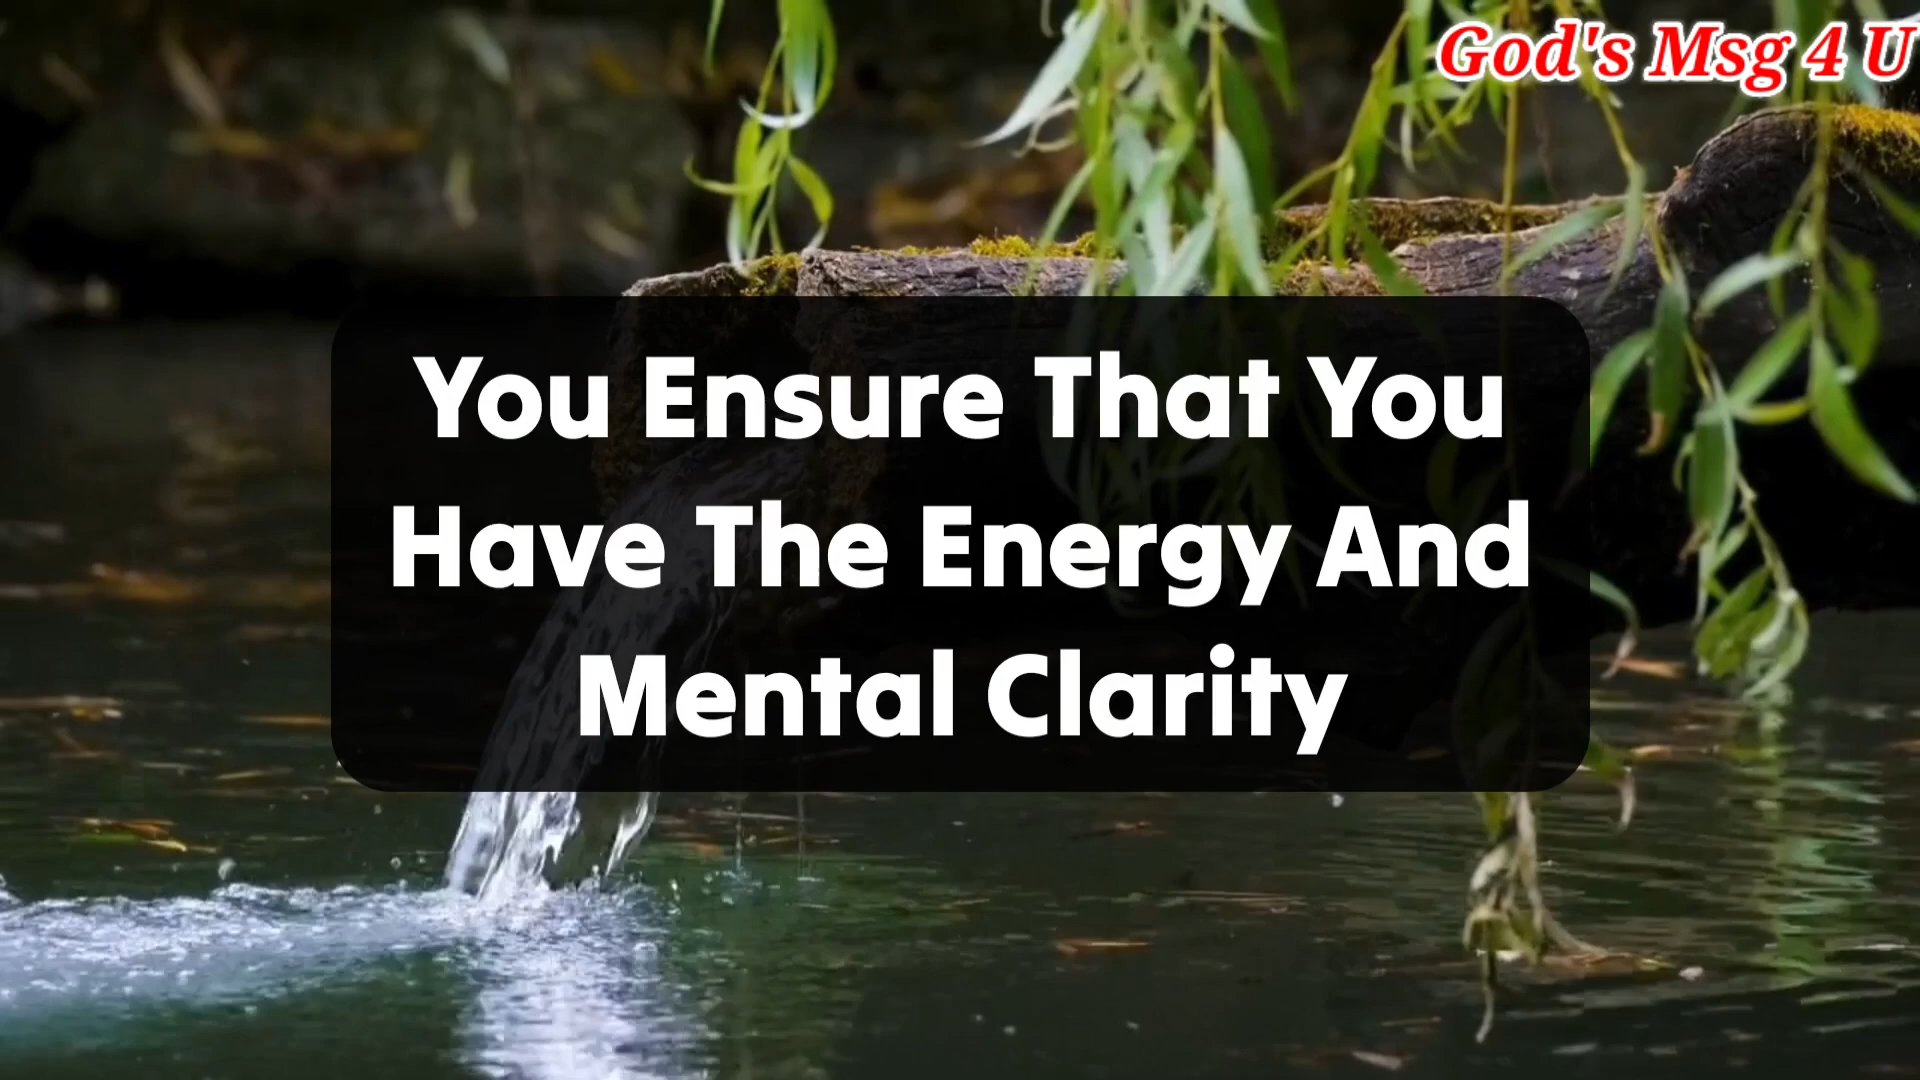 God's Msg 4 U
You Ensure That You
Have The Energy And
Mental Clarity